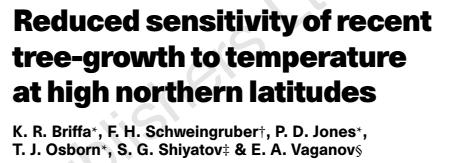 Reduced sensitivity of recent
tree-growth to temperature
at high northern latitudes
K. R. Briffa*, F. H. Schweingruber†, P. D. Jones*,
T. J. Osborn*, S. G. Shiyatov‡ & E. A. Vaganov§